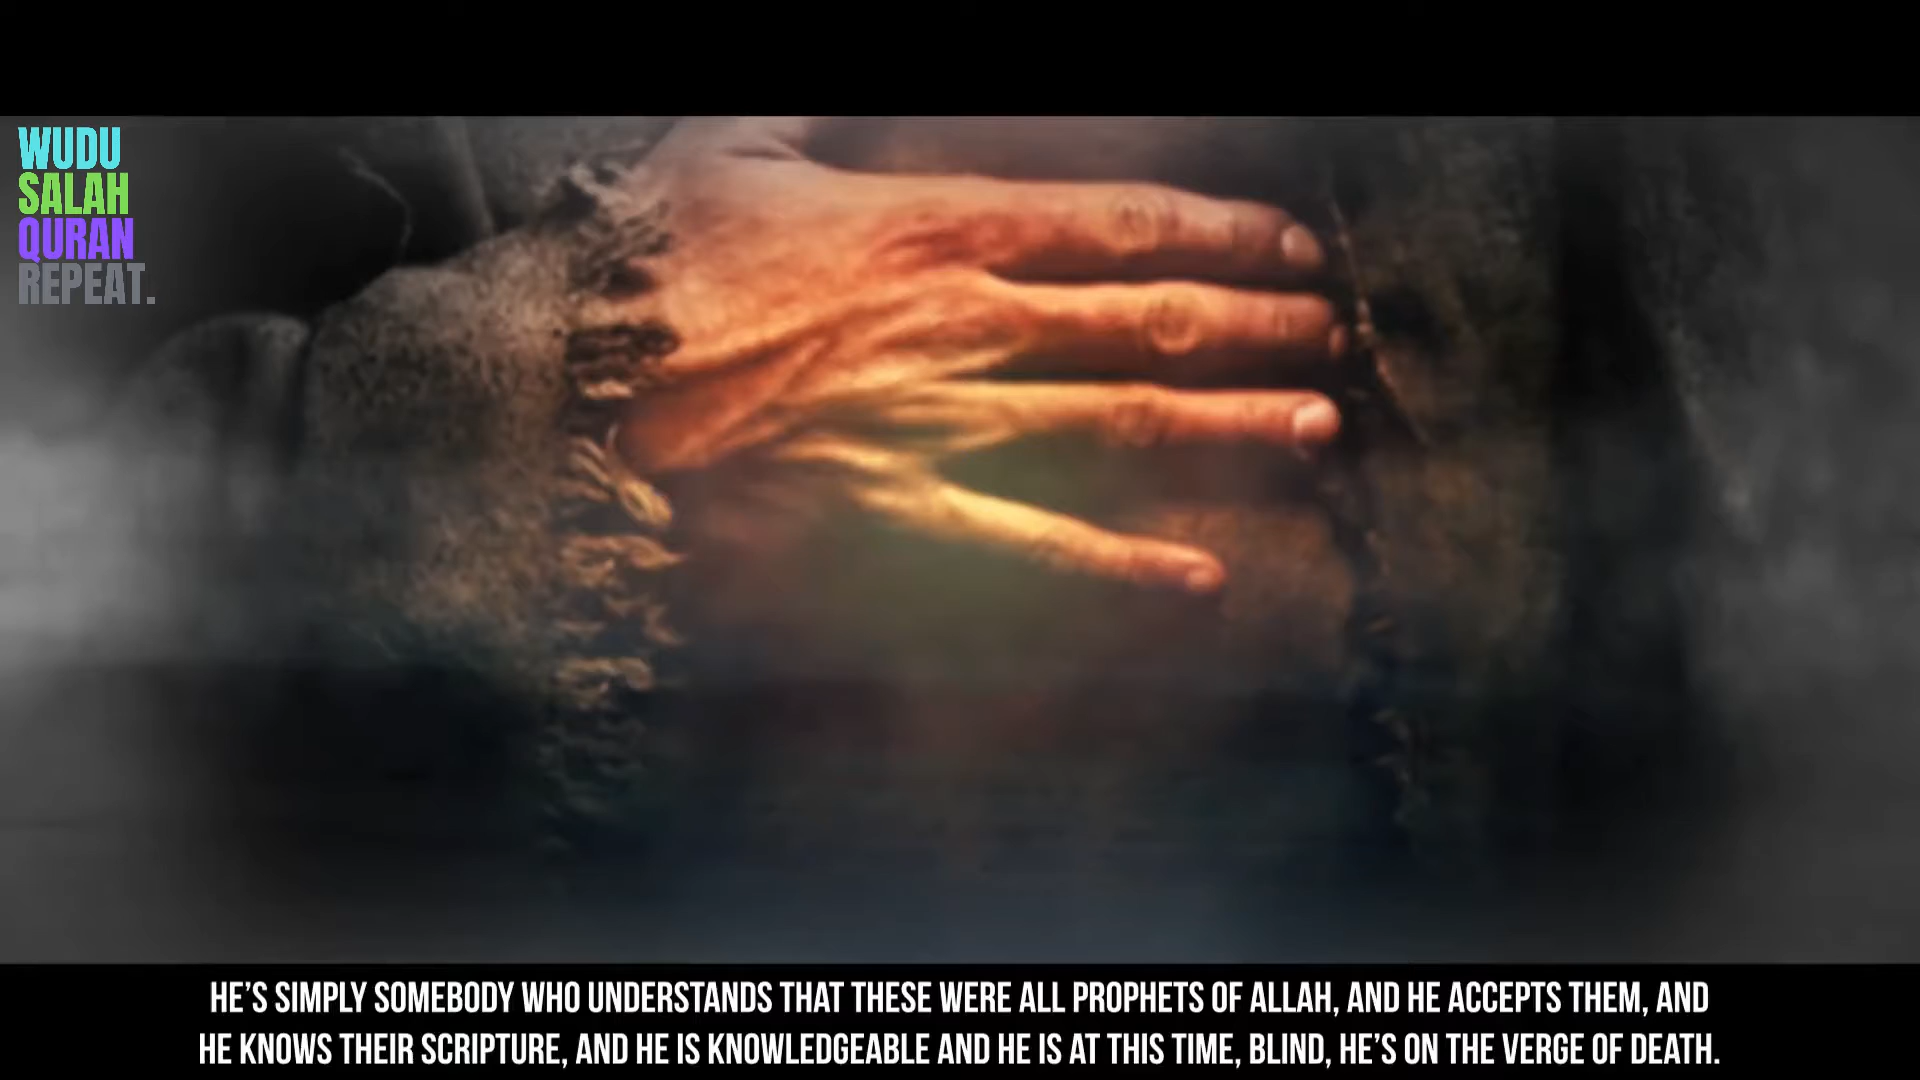 WUDU
SALAH
QURAN
REPEAT.
HE'S SIMPLY SOMEBODY WHO UNDERSTANDS THAT THESE WERE ALL PROPHETS OF ALLAH, AND HE ACCEPTS THEM, AND
HE KNOWS THEIR SCRIPTURE, AND HE IS KNOWLEDGEABLE AND HE IS AT THIS TIME, BLIND, HE'S ON THE VERGE OF DEATH.